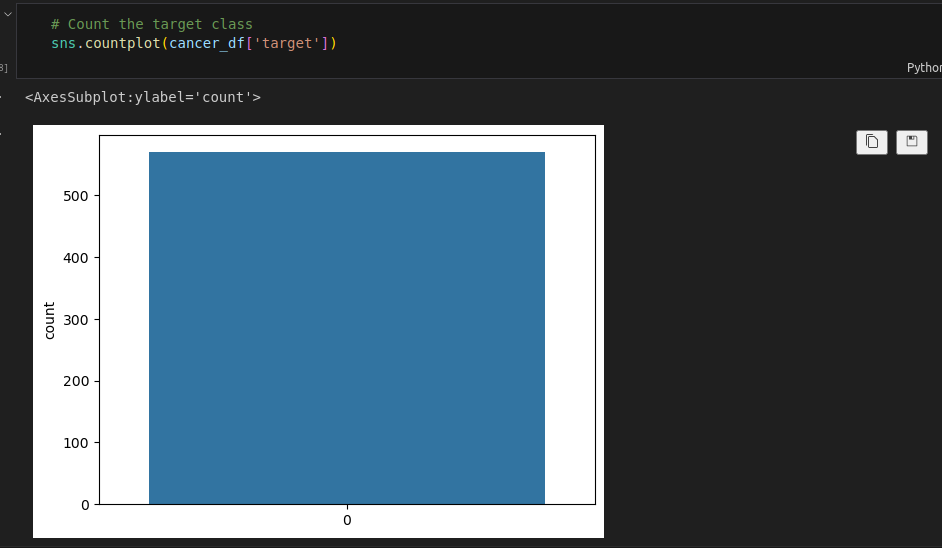 # Count the target class
sns.countplot(cancer_df['target'])
3]
Python
<AxesSubplot:ylabel='count'>
500
400
300
200
100
0
count
0